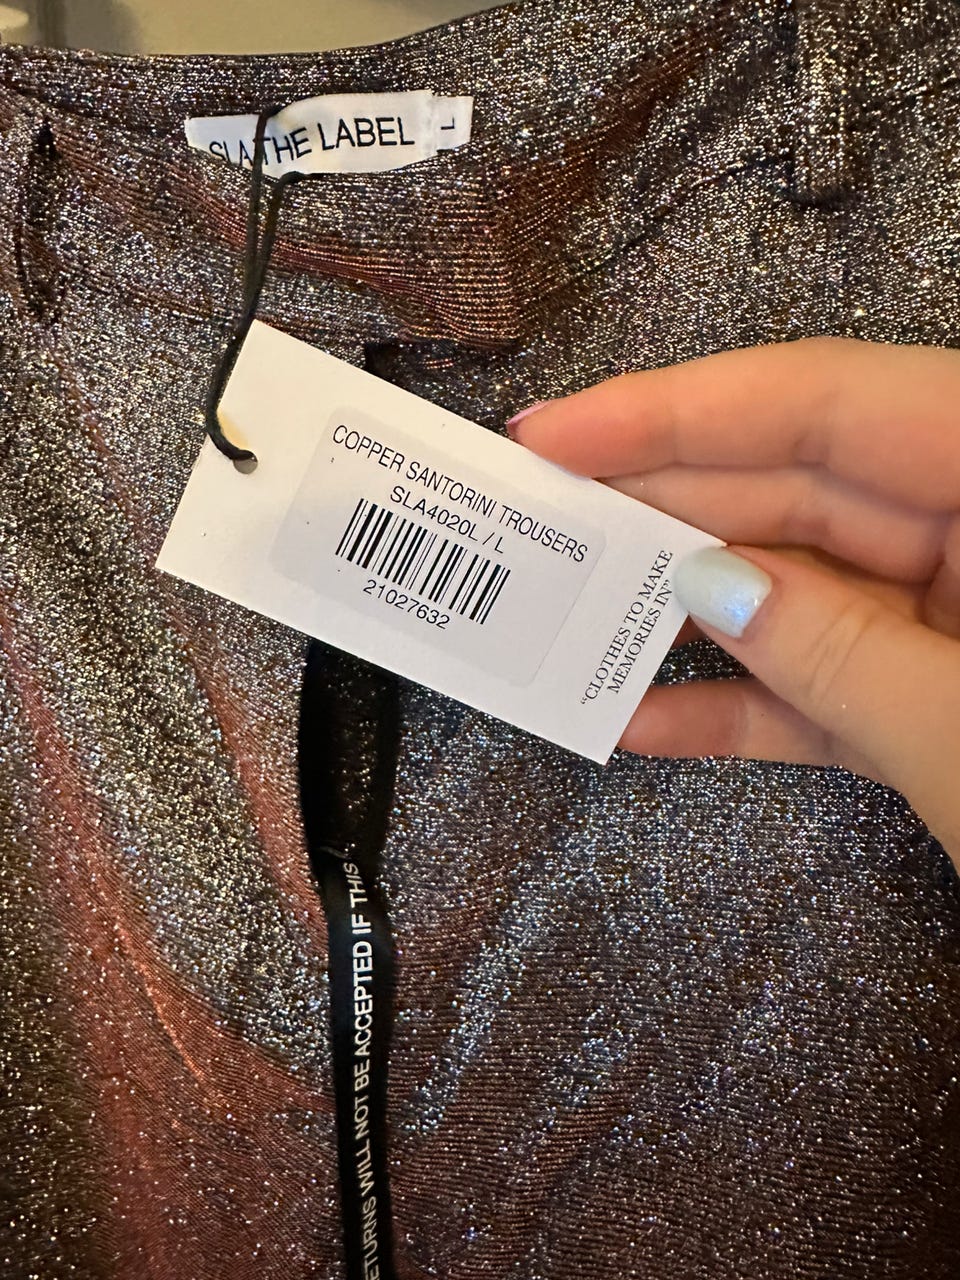 SLA THE LABEL
L
COPPER SANTORINI TROUSERS
SLA4020L / L
21027632
“CLOTHES TO MAKE
MEMORIES IN”
WILL NOT BE ACCEPTED IF THIS